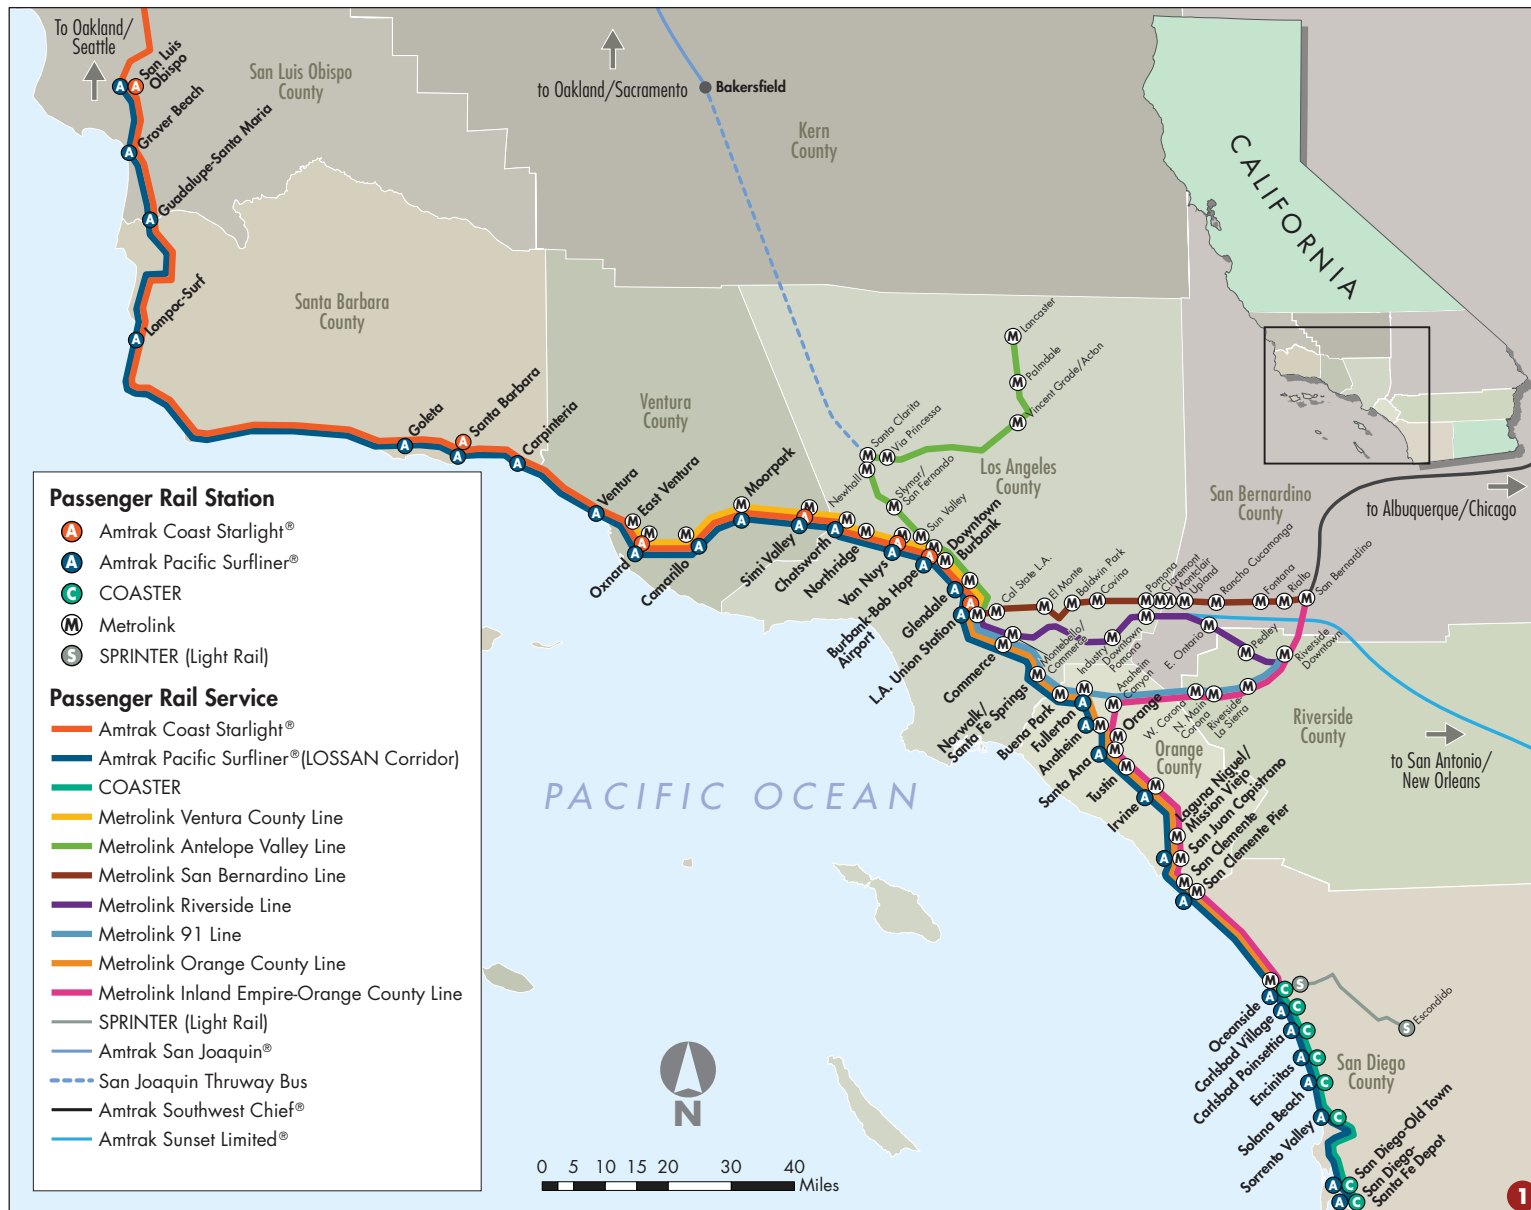 To Oakland/
Seattle
San Luis
Obispo
San Luis Obispo
County
Grover Beach
Guadalupe-Santa Maria
Lompoc-Surf
Santa Barbara
County
to Oakland/Sacramento
Bakersfield
Kern
County
CALIFORNIA
Goleta
Santa Barbara
Carpinteria
Ventura
County
Ventura
East Ventura
Oxnard
Camarillo
Moorpark
Simi Valley
Chatsworth
Northridge
Van Nuys
Burbank-Bob Hope
Airport
Glendale
L.A. Union Station
Commerce
Norwalk/
Santa Fe Springs
Buena Park
Fullerton
Anaheim
Santa Ana
Tustin
Irvine
Newhall
Santa Clarita
Via Princessa
Vincent Grade/Acton
Palmdale
Lancaster
Slymar/
San Fernando
Sun Valley
Downtown
Burbank
Los Angeles
County
Cal State L.A.
El Monte
Baldwin Park
Covina
Pomona
Claremont
Montclair
Upland
Rancho Cucamonga
Fontana
Rialto
San Bernardino
San Bernardino
County
to Albuquerque/Chicago
Montebello/
Commerce
Industry
Downtown
Pomona
E. Ontario
Pedley
Riverside
Downtown
Anaheim
Canyon
W. Corona
N. Main
Corona
Riverside
La Sierra
Riverside
County
to San Antonio/
New Orleans
Orange
Orange
County
Laguna Niguel/
Mission Viejo
San Juan Capistrano
San Clemente
San Clemente Pier
PACIFIC OCEAN
Oceanside
Carlsbad Village
Carlsbad Poinsettia
Encinitas
Solana Beach
Sorrento Valley
Escondido
San Diego
County
San Diego-Old Town
San Diego-
Santa Fe Depot
Passenger Rail Station
A Amtrak Coast Starlight®
A Amtrak Pacific Surfliner®
C COASTER
M Metrolink
S SPRINTER (Light Rail)
Passenger Rail Service
Amtrak Coast Starlight®
Amtrak Pacific Surfliner®(LOSSAN Corridor)
COASTER
Metrolink Ventura County Line
Metrolink Antelope Valley Line
Metrolink San Bernardino Line
Metrolink Riverside Line
Metrolink 91 Line
Metrolink Orange County Line
Metrolink Inland Empire-Orange County Line
SPRINTER (Light Rail)
Amtrak San Joaquin®
San Joaquin Thruway Bus
Amtrak Southwest Chief®
Amtrak Sunset Limited®
N
0 5 10 15 20 30 40
Miles
1